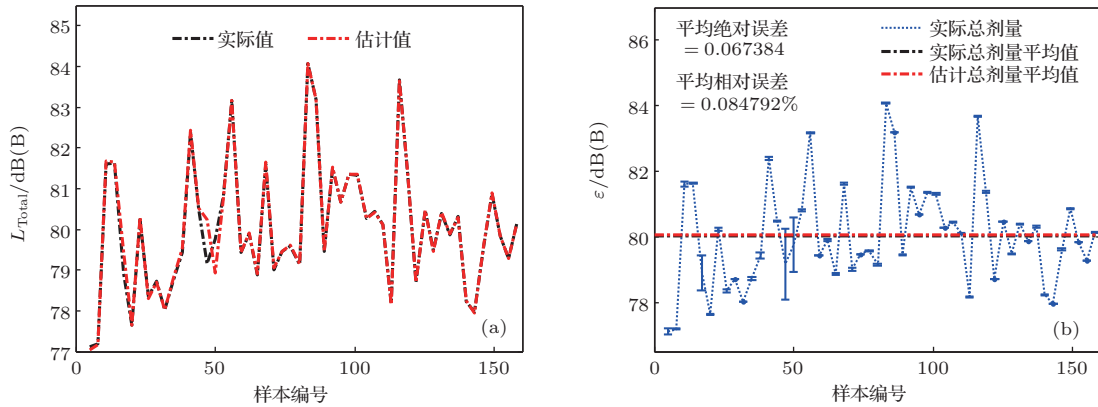 85
84
83
82
81
80
79
78
77
L_Total/dB(B)
实际值
估计值
(a)
0
50
100
150
样本编号
86
84
82
80
78
ε/dB(B)
平均绝对误差
= 0.067384
平均相对误差
= 0.084792%
实际总剂量
实际总剂量平均值
估计总剂量平均值
(b)
0
50
100
150
样本编号